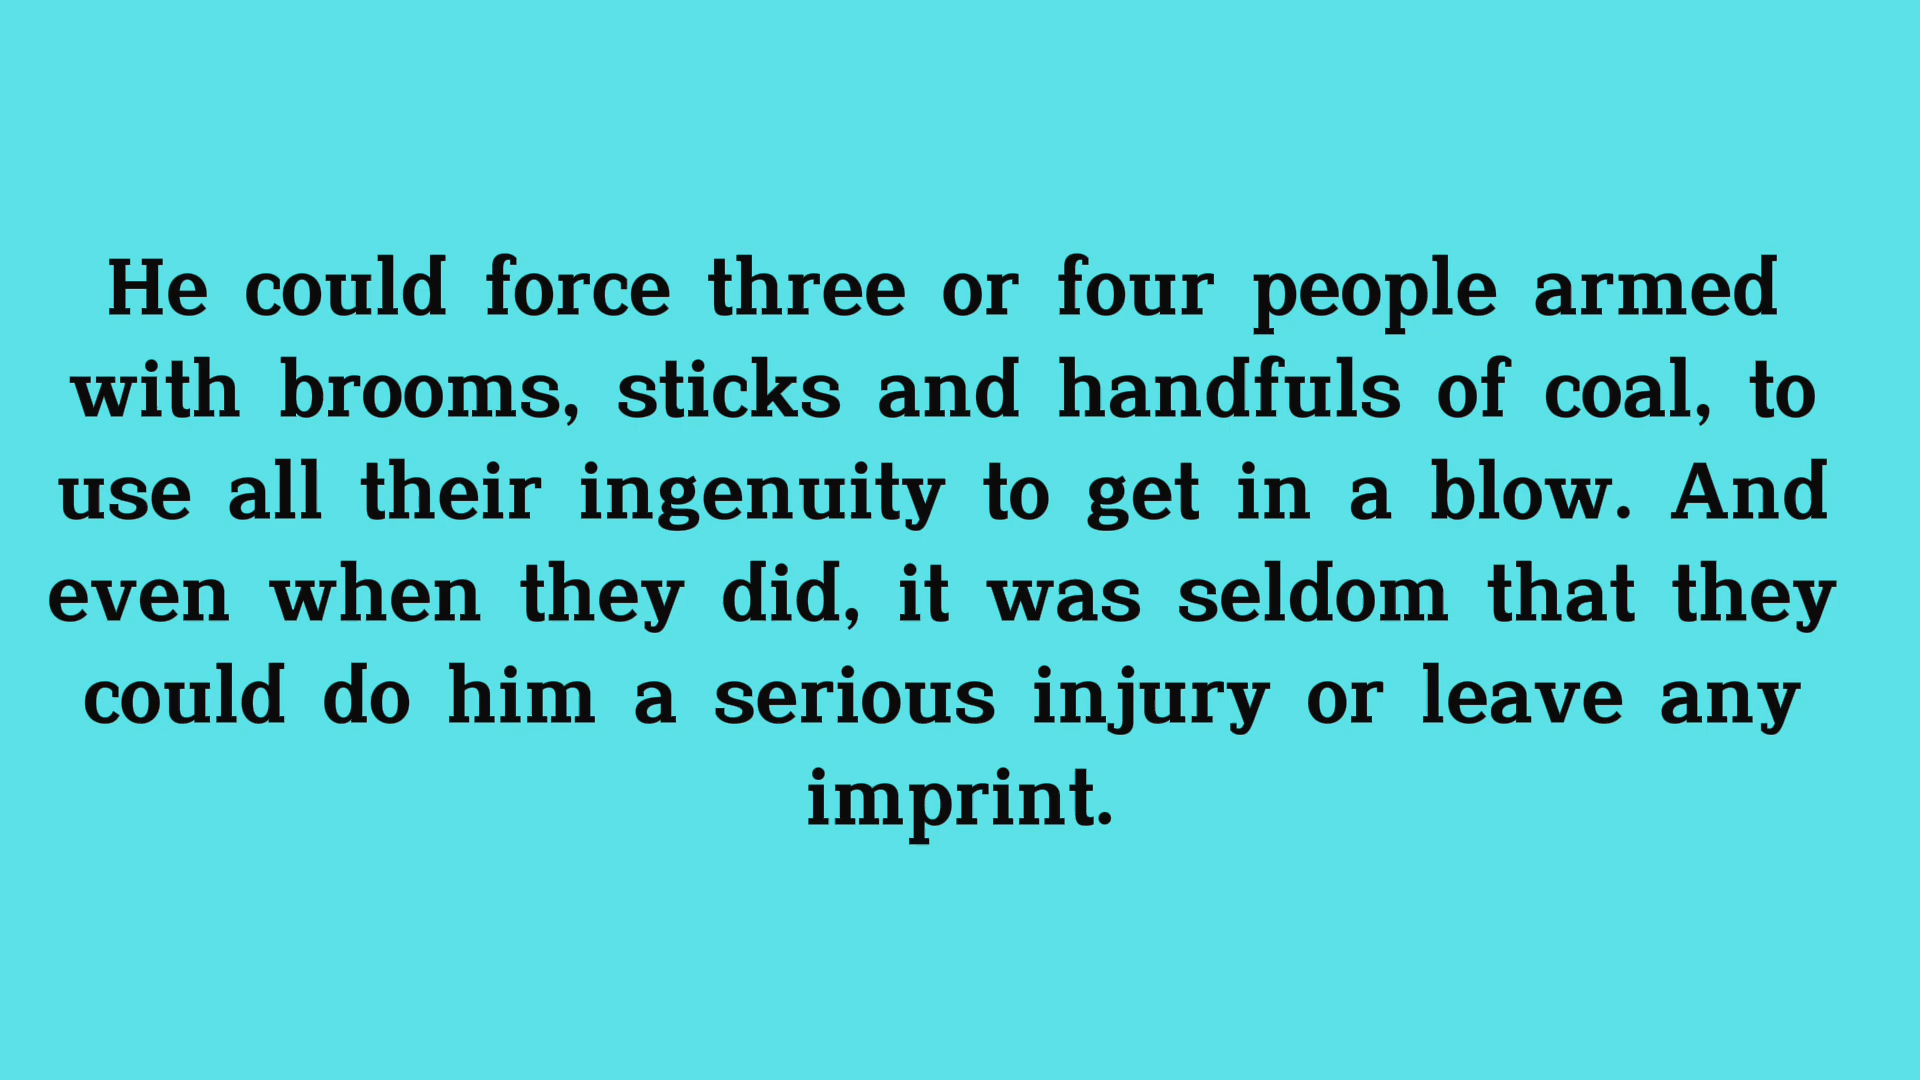 He could force three or four people armed
with brooms, sticks and handfuls of coal, to
use all their ingenuity to get in a blow. And
even when they did, it was seldom that they
could do him a serious injury or leave any
imprint.